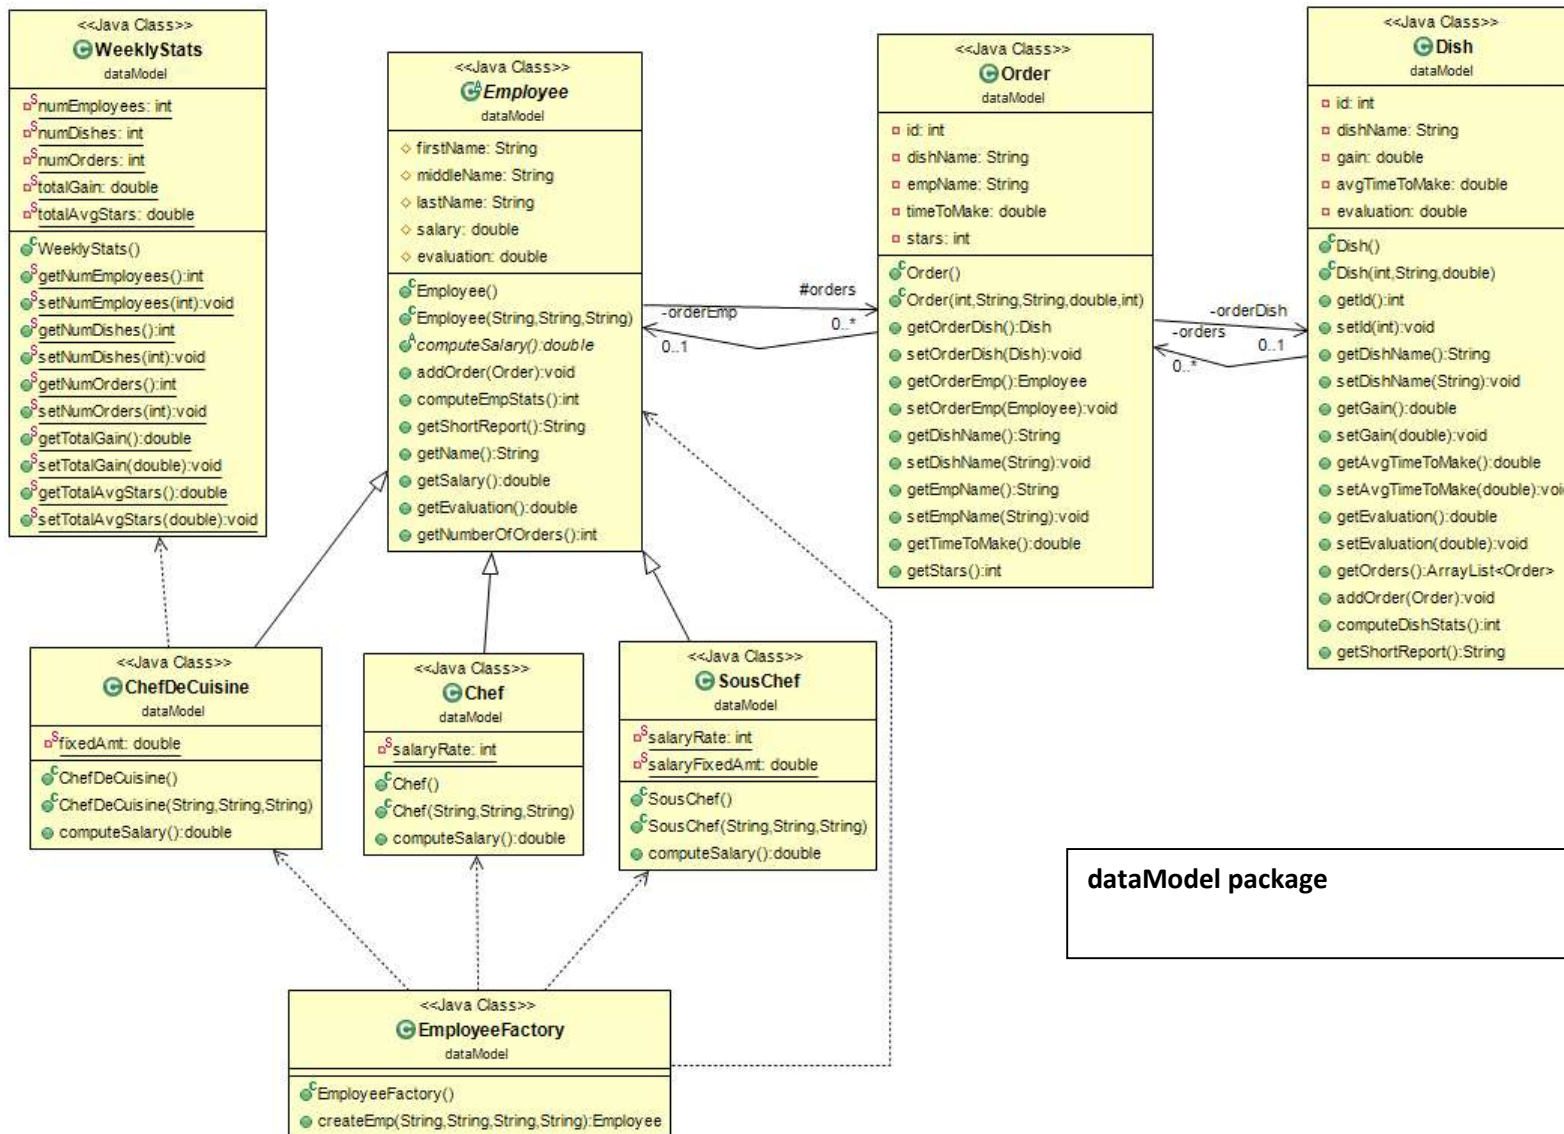 <<Java Class>>
WeeklyStats
dataModel
numEmployees: int
numDishes: int
numOrders: int
totalGain: double
totalAvgStars: double
WeeklyStats()
getNumEmployees():int
setNumEmployees(int):void
getNumDishes():int
setNumDishes(int):void
getNumOrders():int
setNumOrders(int):void
getTotalGain():double
setTotalGain(double):void
getTotalAvgStars():double
setTotalAvgStars(double):void
<<Java Class>>
Employee
dataModel
firstName: String
middleName: String
lastName: String
salary: double
evaluation: double
Employee()
Employee(String,String,String)
computeSalary():double
addOrder(Order):void
computeEmpStats():int
getShortReport():String
getName():String
getSalary():double
getEvaluation():double
getNumberOfOrders():int
#orders
0..*
-orderEmp
0..1
<<Java Class>>
Order
dataModel
id: int
dishName: String
empName: String
timeToMake: double
stars: int
Order()
Order(int,String,String,double,int)
getOrderDish():Dish
setOrderDish(Dish):void
getOrderEmp():Employee
setOrderEmp(Employee):void
getDishName():String
setDishName(String):void
getEmpName():String
setEmpName(String):void
getTimeToMake():double
getStars():int
-orderDish
0..1
-orders
0..*
<<Java Class>>
Dish
dataModel
id: int
dishName: String
gain: double
avgTimeToMake: double
evaluation: double
Dish()
Dish(int,String,double)
getId():int
setId(int):void
getDishName():String
setDishName(String):void
getGain():double
setGain(double):void
getAvgTimeToMake():double
setAvgTimeToMake(double):void
getEvaluation():double
setEvaluation(double):void
getOrders():ArrayList<Order>
addOrder(Order):void
computeDishStats():int
getShortReport():String
<<Java Class>>
ChefDeCuisine
dataModel
fixedAmt: double
ChefDeCuisine()
ChefDeCuisine(String,String,String)
computeSalary():double
<<Java Class>>
Chef
dataModel
salaryRate: int
Chef()
Chef(String,String,String)
computeSalary():double
<<Java Class>>
SousChef
dataModel
salaryRate: int
salaryFixedAmt: double
SousChef()
SousChef(String,String,String)
computeSalary():double
dataModel package
<<Java Class>>
EmployeeFactory
dataModel
EmployeeFactory()
createEmp(String,String,String,String):Employee